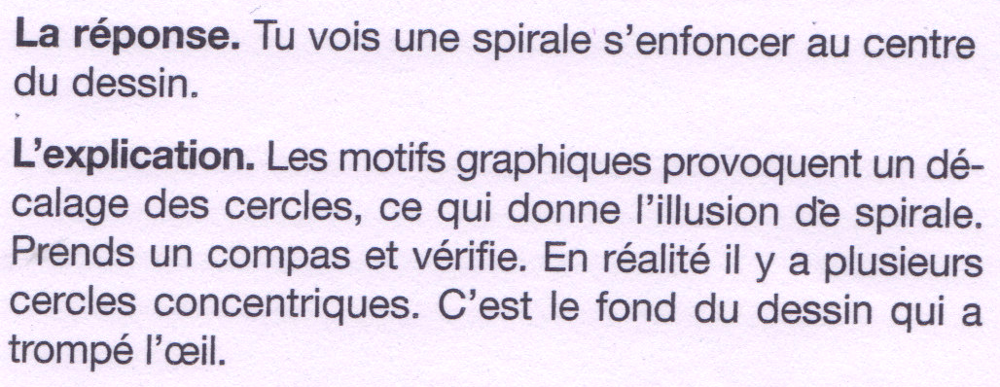 La réponse. Tu vois une spirale s'enfoncer au centre
du dessin.
L'explication. Les motifs graphiques provoquent un dé-
calage des cercles, ce qui donne l'illusion de spirale.
Prends un compas et vérifie. En réalité il y a plusieurs
cercles concentriques. C'est le fond du dessin qui a
trompé l'œil.